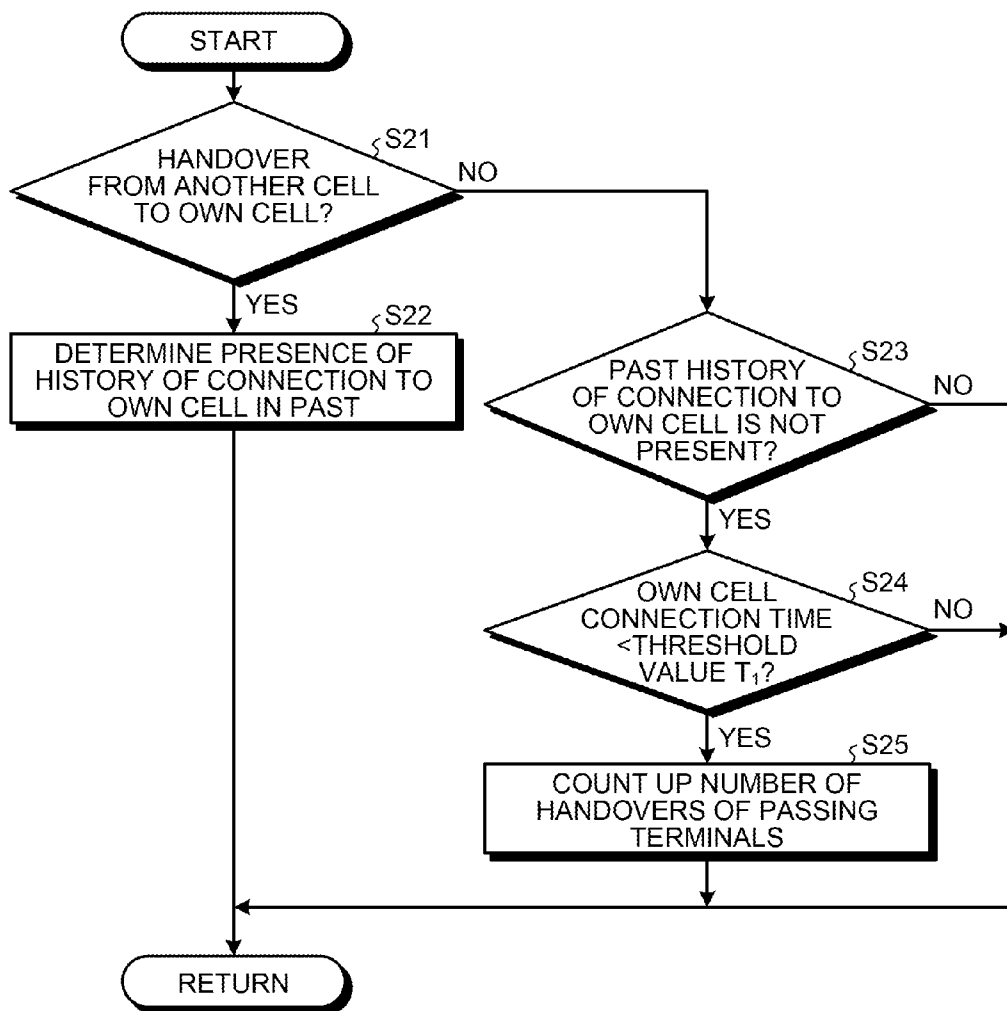 START
S21
HANDOVER
FROM ANOTHER CELL
TO OWN CELL?
NO
YES
S22
DETERMINE PRESENCE OF
HISTORY OF CONNECTION TO
OWN CELL IN PAST
S23
PAST HISTORY
OF CONNECTION TO
OWN CELL IS NOT
PRESENT?
NO
YES
S24
OWN CELL
CONNECTION TIME
<THRESHOLD
VALUE T₁?
NO
YES
S25
COUNT UP NUMBER OF
HANDOVERS OF PASSING
TERMINALS
RETURN